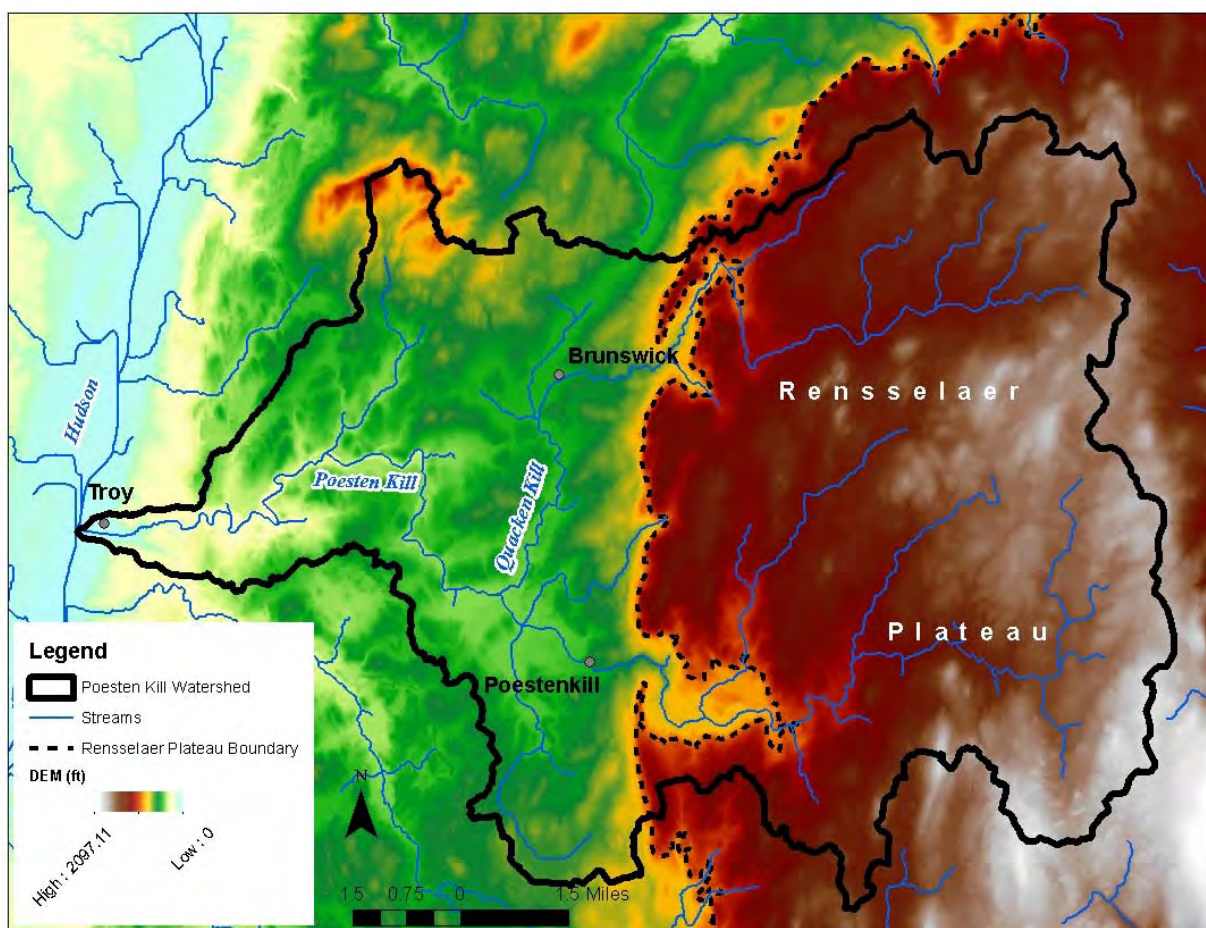 Brunswick
Rensselaer
Hudson
Poesten Kill
Troy
Quacken Kill
Plateau
Poestenkill
Legend
Poesten Kill Watershed
Streams
Rensselaer Plateau Boundary
DEM (ft)
High : 2097.11
Low : 0
N
1.5 0.75 0 1.5 Miles